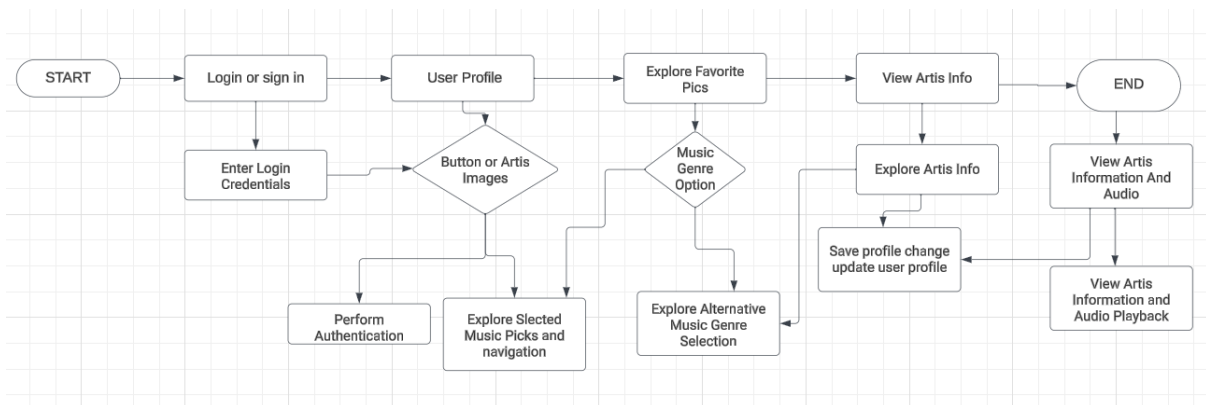 START
Login or sign in
User Profile
Explore Favorite
Pics
View Artis Info
END
Enter Login
Credentials
Button or Artis
Images
Music
Genre
Option
Explore Artis Info
View Artis
Information And
Audio
Save profile change
update user profile
View Artis
Information and
Audio Playback
Perform
Authentication
Explore Slected
Music Picks and
navigation
Explore Alternative
Music Genre
Selection